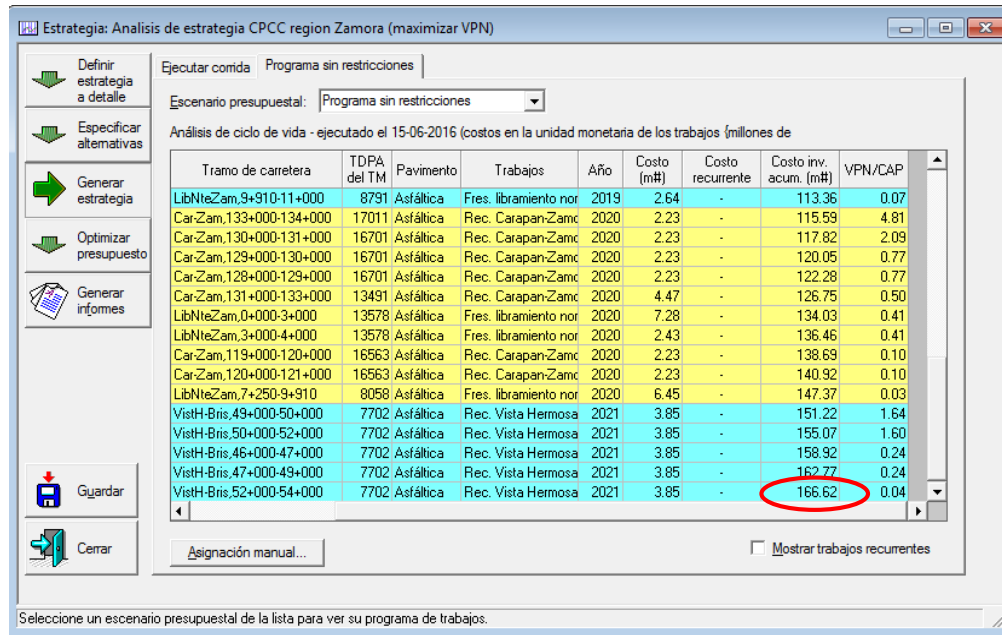 Estrategia: Analisis de estrategia CPCC region Zamora (maximizar VPN)
Definir
estrategia
a detalle
Especificar
alternativas
Generar
estrategia
Optimizar
presupuesto
Generar
informes
Guardar
Cerrar
Ejecutar corrida Programa sin restricciones
Escenario presupuestal: Programa sin restricciones
Análisis de ciclo de vida - ejecutado el 15-06-2016 (costos en la unidad monetaria de los trabajos {millones de
Tramo de carretera TDPA del TM Pavimento Trabajos Año Costo (m#) Costo recurrente Costo inv. acum. (m#) VPN/CAP
LibNteZam,9+910-11+000 8791 Asfáltica Fres. libramiento nor 2019 2.64 - 113.36 0.07
Car-Zam,133+000-134+000 17011 Asfáltica Rec. Carapan-Zamo 2020 2.23 - 115.59 4.81
Car-Zam,130+000-131+000 16701 Asfáltica Rec. Carapan-Zamo 2020 2.23 - 117.82 2.09
Car-Zam,129+000-130+000 16701 Asfáltica Rec. Carapan-Zamo 2020 2.23 - 120.05 0.77
Car-Zam,128+000-129+000 16701 Asfáltica Rec. Carapan-Zamo 2020 2.23 - 122.28 0.77
Car-Zam,131+000-133+000 13491 Asfáltica Rec. Carapan-Zamo 2020 4.47 - 126.75 0.50
LibNteZam,0+000-3+000 13578 Asfáltica Fres. libramiento nor 2020 7.28 - 134.03 0.41
LibNteZam,3+000-4+000 13578 Asfáltica Fres. libramiento nor 2020 2.43 - 136.46 0.41
Car-Zam,119+000-120+000 16563 Asfáltica Rec. Carapan-Zamo 2020 2.23 - 138.69 0.10
Car-Zam,120+000-121+000 16563 Asfáltica Rec. Carapan-Zamo 2020 2.23 - 140.92 0.10
LibNteZam,7+250-9+910 8058 Asfáltica Fres. libramiento nor 2020 6.45 - 147.37 0.03
VistH-Bris,49+000-50+000 7702 Asfáltica Rec. Vista Hermosa 2021 3.85 - 151.22 1.64
VistH-Bris,50+000-52+000 7702 Asfáltica Rec. Vista Hermosa 2021 3.85 - 155.07 1.60
VistH-Bris,46+000-47+000 7702 Asfáltica Rec. Vista Hermosa 2021 3.85 - 158.92 0.24
VistH-Bris,47+000-49+000 7702 Asfáltica Rec. Vista Hermosa 2021 3.85 - 162.77 0.24
VistH-Bris,52+000-54+000 7702 Asfáltica Rec. Vista Hermosa 2021 3.85 - 166.62 0.04
Asignación manual...
Mostrar trabajos recurrentes
Seleccione un escenario presupuestal de la lista para ver su programa de trabajos.